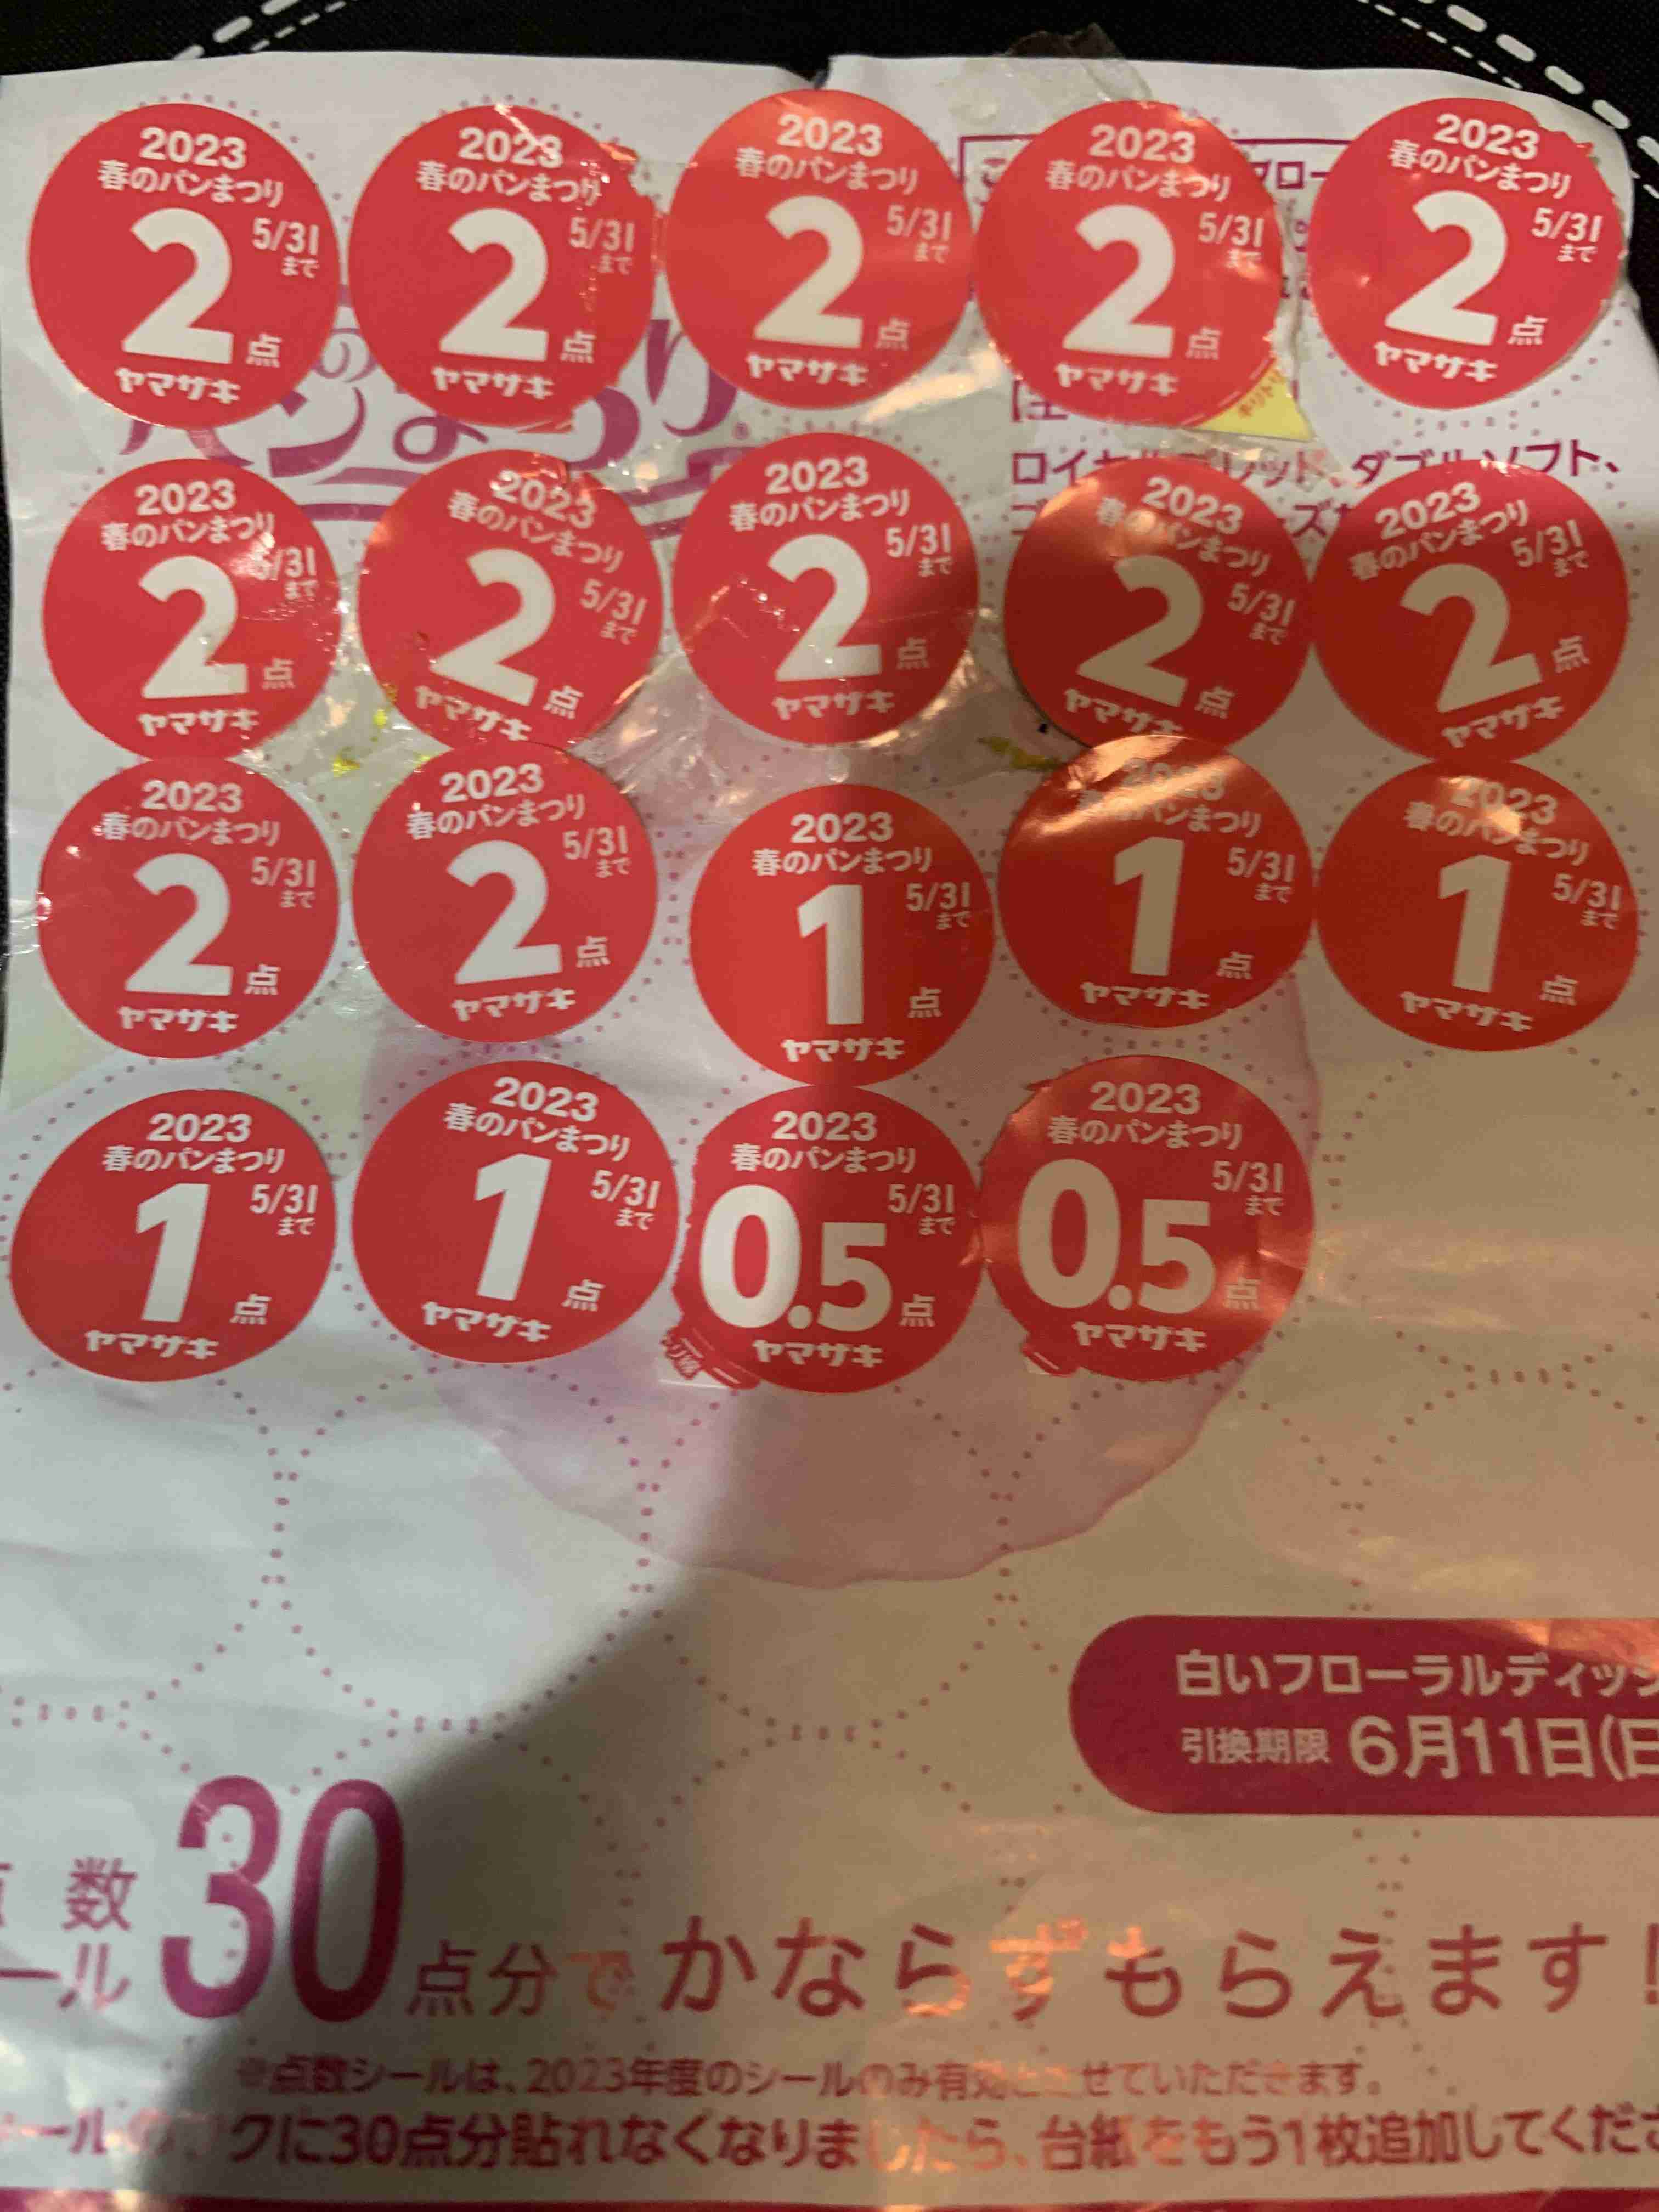 2023
春のパンまつり
5/31
まで
2点
ヤマザキ
2023
春のパンまつり
5/31
まで
2点
ヤマザキ
2023
春のパンまつり
5/31
まで
2点
ヤマザキ
2023
春のパンまつり
5/31
まで
2点
ヤマザキ
2023
春のパンまつり
5/31
まで
2点
ヤマザキ
ダブルソフト、
2023
春のパンまつり
5/31
まで
2点
ヤマザキ
2023
春のパンまつり
5/31
まで
2点
ヤマザキ
2023
春のパンまつり
5/31
まで
2点
ヤマザキ
2023
春のパンまつり
5/31
まで
2点
ヤマザキ
2023
春のパンまつり
5/31
まで
2点
ヤマザキ
2023
春のパンまつり
5/31
まで
2点
ヤマザキ
2023
春のパンまつり
5/31
まで
2点
ヤマザキ
2023
春のパンまつり
5/31
まで
1点
ヤマザキ
2023
春のパンまつり
5/31
まで
1点
ヤマザキ
2023
春のパンまつり
5/31
まで
1点
ヤマザキ
2023
春のパンまつり
5/31
まで
1点
ヤマザキ
2023
春のパンまつり
5/31
まで
1点
ヤマザキ
2023
春のパンまつり
5/31
まで
0.5点
ヤマザキ
2023
春のパンまつり
5/31
まで
0.5点
ヤマザキ
白いフローラルディッシ
引換期限 6月11日(日
数
ール
30点分でかならずもらえます!
※点数シールは、2023年度のシールのみ有効とさせていただきます。
クに30点分貼れなくなりましたら、台紙をもう1枚追加してくださ